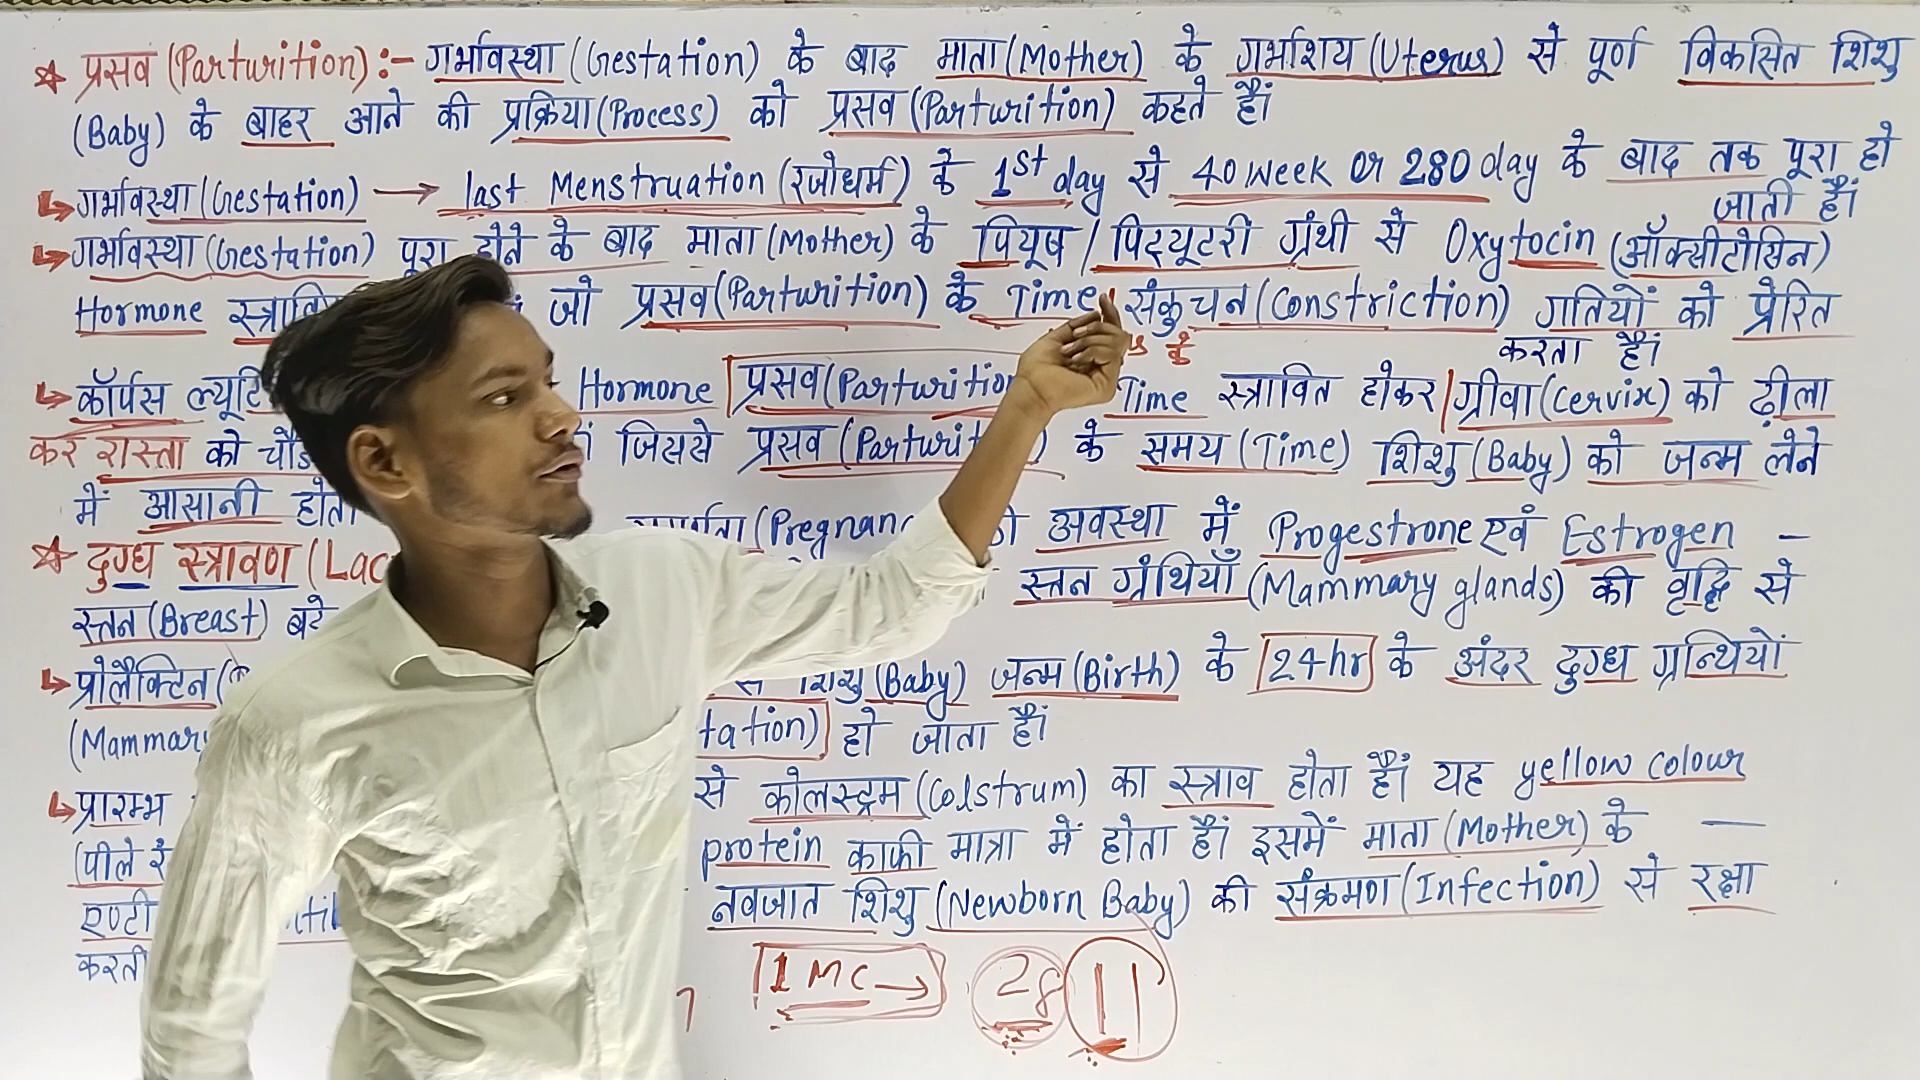 ☆ प्रसव (Parturition) :- गर्भावस्था (Gestation) के बाद माता (Mother) के गर्भाशय (Uterus) से पूर्ण विकसित शिशु
(Baby) के बाहर आने की प्रक्रिया (Process) को प्रसव (Parturition) कहते हैं।
↳ गर्भावस्था (Gestation) → last Menstruation (रजोधर्म) के 1st day से 40 week or 280 day के बाद तक पूरा हो
जाती हैं।
↳ गर्भावस्था (Gestation) पूरा होने के बाद माता (Mother) के पियूष / पिट्यूटरी ग्रंथी से Oxytocin (ऑक्सीटोसिन)
Hormone जो प्रसव (Parturition) के Time संकुचन (Constriction) गतियों को प्रेरित
करता हैं।
↳ कॉर्पस Hormone प्रसव (Parturition Time स्त्रावित होकर ग्रीवा (Cervix) को ढ़ीला
कर रास्ता को जिससे प्रसव (Parturit) के समय (Time) शिशु (Baby) को जन्म लेने
में आसानी होता
☆ दुग्ध स्त्रावण (Lac (Pregnanc अवस्था में Progestrone एवं Estrogen –
स्तन (Breast) स्तन ग्रंथियाँ (Mammary glands) की वृद्धि से
↳ प्रोलैक्टिन ( शिशु (Baby) जन्म (Birth) के 24 hr के अंदर दुग्ध ग्रन्थियों
(Mammary tation) हो जाता हैं।
↳ प्रारम्भ से कोलस्ट्रम (Colstrum) का स्त्राव होता हैं। यह yellow colour
(पीले protein काफी मात्रा में होता हैं। इसमें माता (Mother) के —
एण्टी नवजात शिशु (Newborn Baby) की संक्रमण (Infection) से रक्षा
करती
1 MC → 28 11